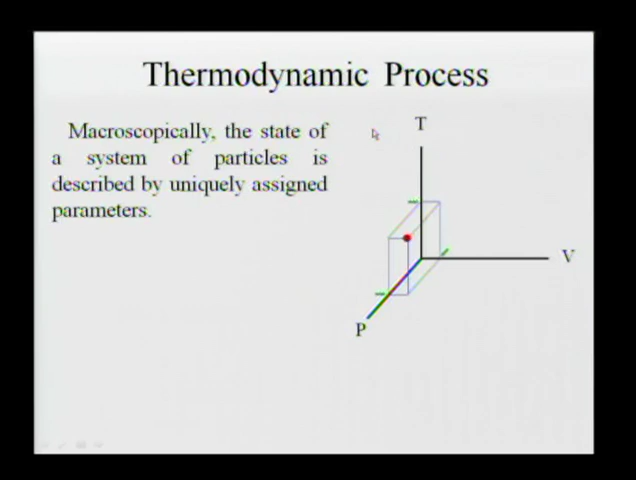 Thermodynamic Process
Macroscopically, the state of
a system of particles is
described by uniquely assigned
parameters.
T
V
P